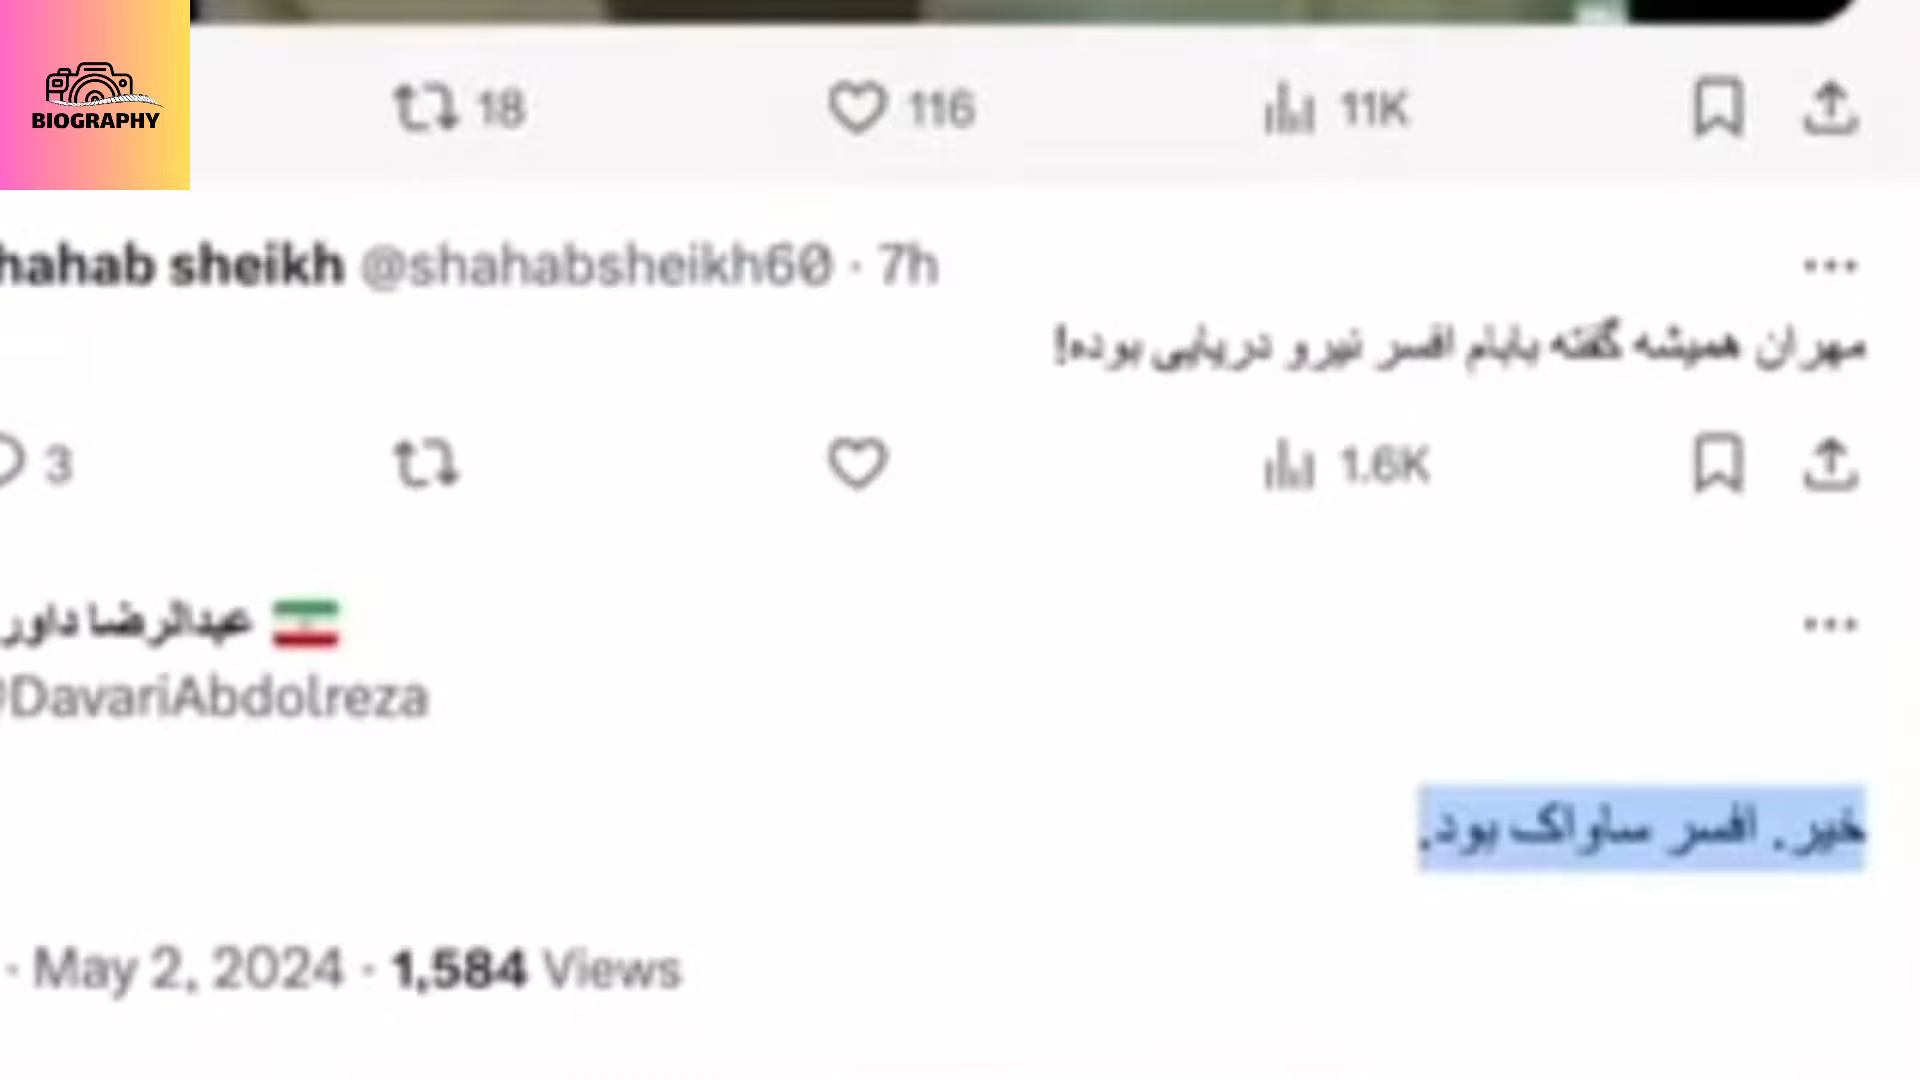 BIOGRAPHY
18 116 11K
hahab sheikh @shahabsheikh60 · 7h
مهران همیشه گفته بابام افسر نیرو دریایی بوده!
3 1.6K
عبدالرضا داور
@DavariAbdolreza
خیر. افسر ساواک بود.
· May 2, 2024 · 1,584 Views